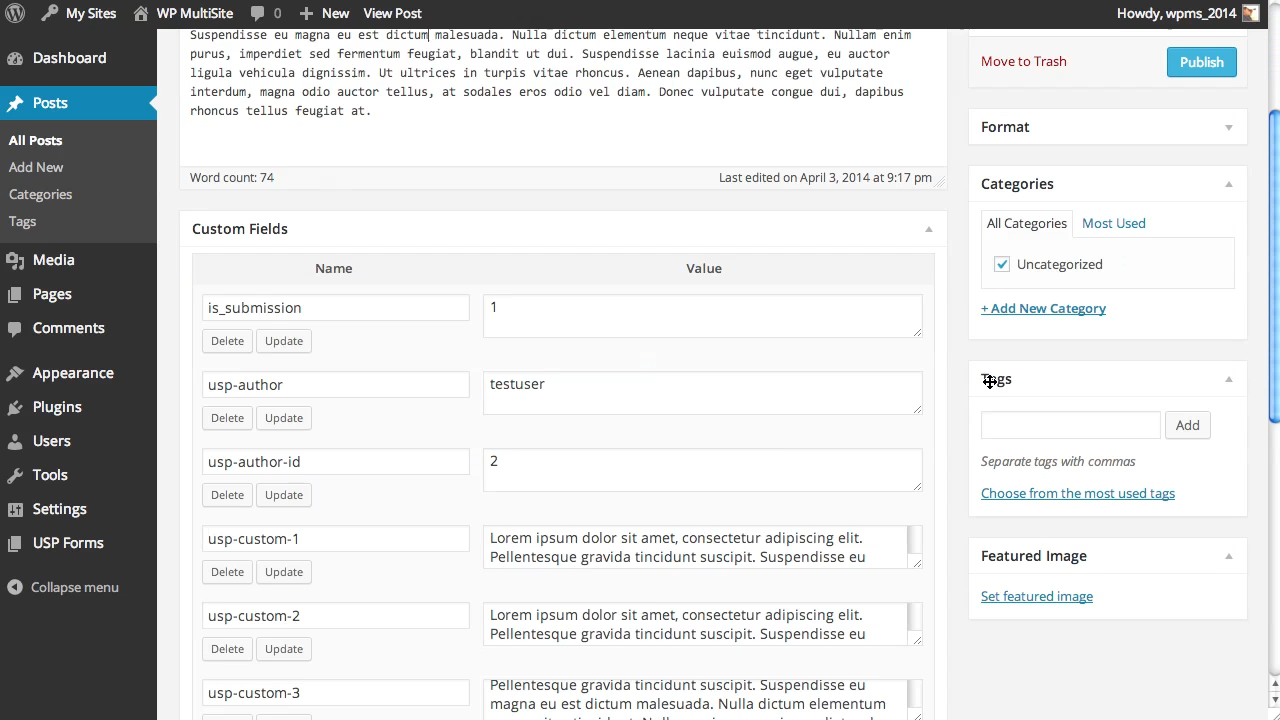 My Sites
WP MultiSite
0
+ New
View Post
Howdy, wpms_2014
Dashboard
Posts
All Posts
Add New
Categories
Tags
Media
Pages
Comments
Appearance
Plugins
Users
Tools
Settings
USP Forms
Collapse menu
Suspendisse eu magna eu est dictum malesuada. Nulla dictum elementum neque vitae tincidunt. Nullam enim
purus, imperdiet sed fermentum feugiat, blandit ut dui. Suspendisse lacinia euismod augue, eu auctor
ligula vehicula dignissim. Ut ultrices in turpis vitae rhoncus. Aenean dapibus, nunc eget vulputate
interdum, magna odio auctor tellus, at sodales eros odio vel diam. Donec vulputate congue dui, dapibus
rhoncus tellus feugiat at.
Word count: 74
Last edited on April 3, 2014 at 9:17 pm
Custom Fields
Name
Value
is_submission
1
Delete
Update
usp-author
testuser
Delete
Update
usp-author-id
2
Delete
Update
usp-custom-1
Lorem ipsum dolor sit amet, consectetur adipiscing elit.
Pellentesque gravida tincidunt suscipit. Suspendisse eu
Delete
Update
usp-custom-2
Lorem ipsum dolor sit amet, consectetur adipiscing elit.
Pellentesque gravida tincidunt suscipit. Suspendisse eu
Delete
Update
usp-custom-3
Pellentesque gravida tincidunt suscipit. Suspendisse eu
magna eu est dictum malesuada. Nulla dictum elementum
Move to Trash
Publish
Format
Categories
All Categories
Most Used
Uncategorized
+ Add New Category
Tags
Add
Separate tags with commas
Choose from the most used tags
Featured Image
Set featured image